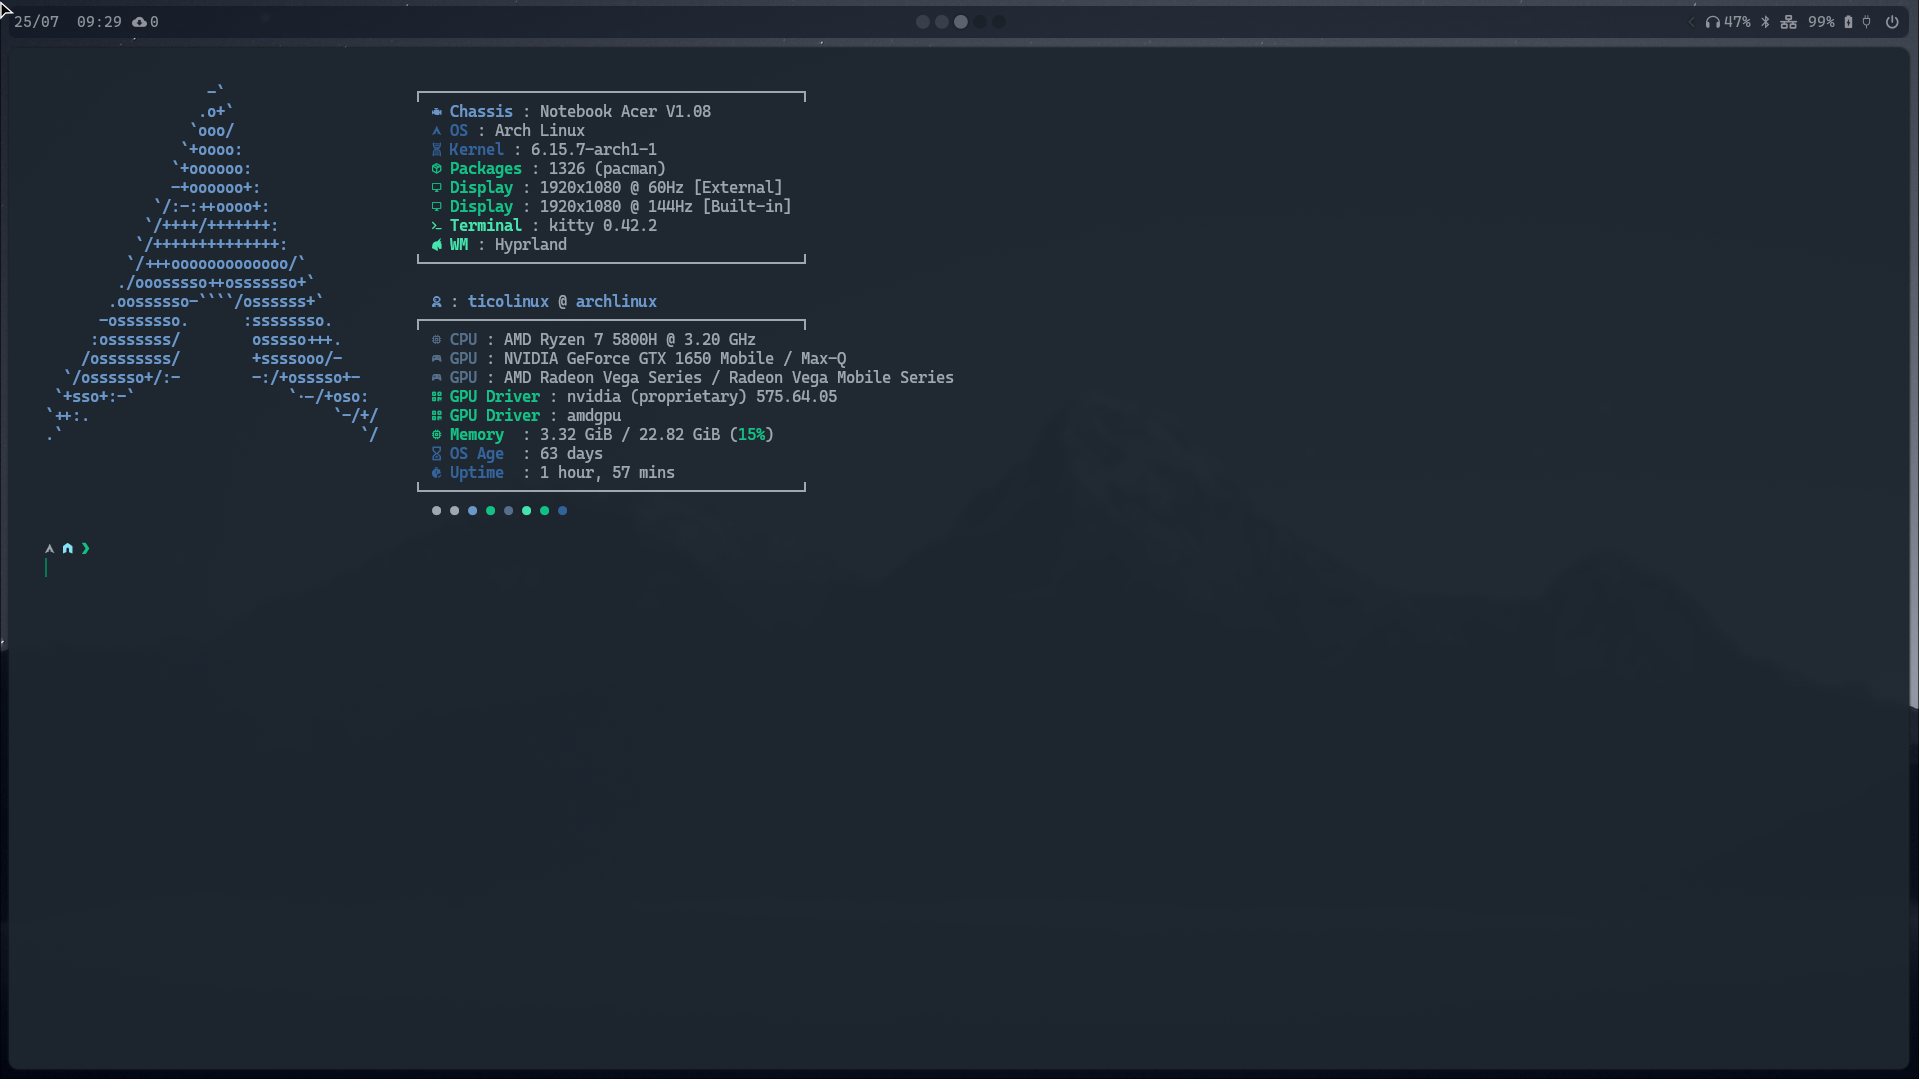 25/07 09:29 0 47% 99%
-`
.o+`
`ooo/
`+oooo:
`+oooooo:
-+oooooo+:
`/:-:++oooo+:
`/++++/+++++++:
`/++++++++++++++:
`/+++ooooooooooooo/`
./ooosssso++osssssso+`
.oossssso-````/ossssss+`
-osssssso. :ssssssso.
:osssssss/ osssso+++.
/ossssssss/ +ssssooo/-
`/ossssso+/:- -:/+osssso+-
`+sso+:-` `.-/+oso:
`++:. `-/+/
.` `/
Chassis : Notebook Acer V1.08
OS : Arch Linux
Kernel : 6.15.7-arch1-1
Packages : 1326 (pacman)
Display : 1920x1080 @ 60Hz [External]
Display : 1920x1080 @ 144Hz [Built-in]
Terminal : kitty 0.42.2
WM : Hyprland
: ticolinux @ archlinux
CPU : AMD Ryzen 7 5800H @ 3.20 GHz
GPU : NVIDIA GeForce GTX 1650 Mobile / Max-Q
GPU : AMD Radeon Vega Series / Radeon Vega Mobile Series
GPU Driver : nvidia (proprietary) 575.64.05
GPU Driver : amdgpu
Memory : 3.32 GiB / 22.82 GiB (15%)
OS Age : 63 days
Uptime : 1 hour, 57 mins